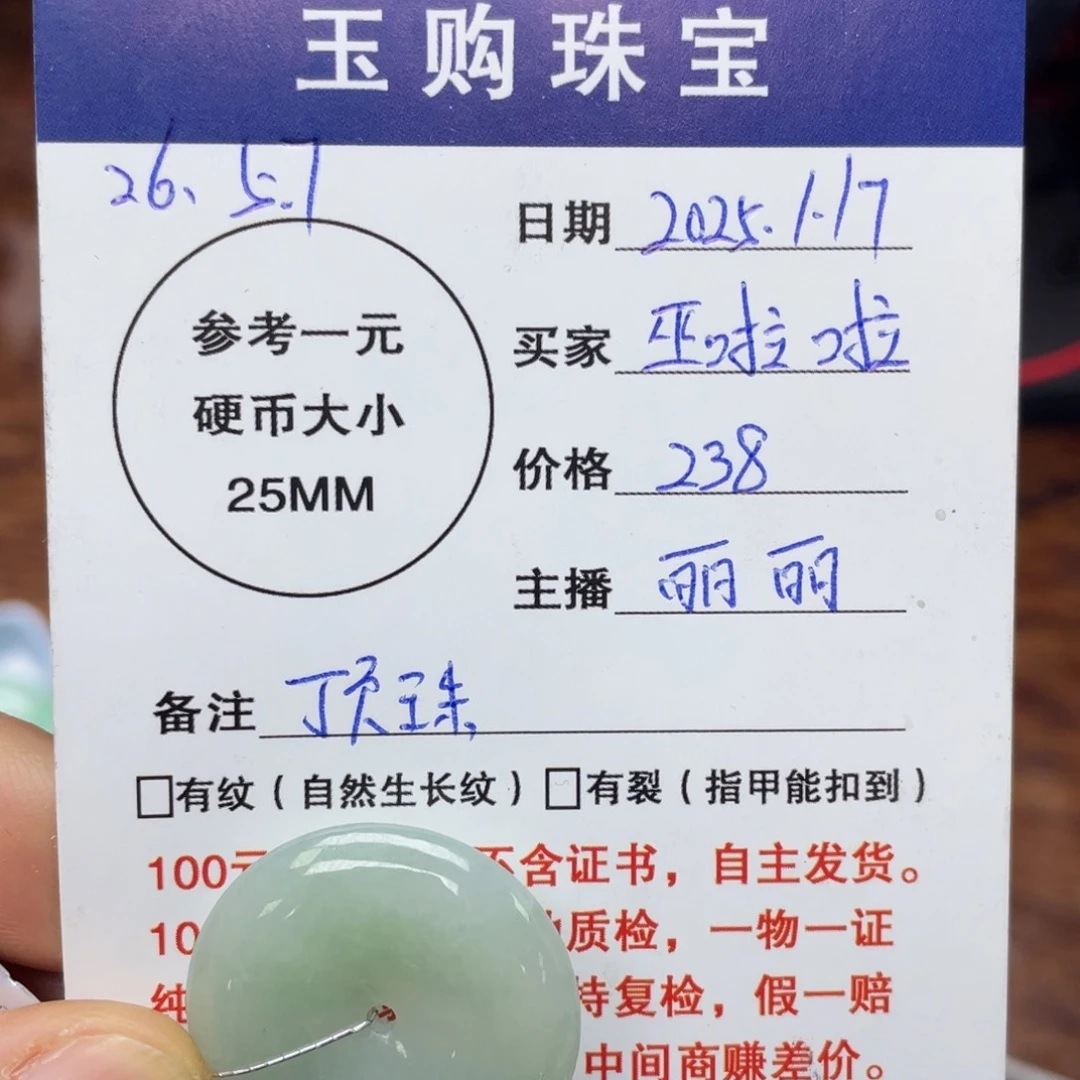 玉购珠宝
26. 5.7
日期 2025.1.17
买家 巫啦啦
参考一元
硬币大小
25MM
价格 238
主播 丽丽
备注 顶珠
□有纹（自然生长纹）□有裂（指甲能扣到）
100 不含证书，自主发货。
10 质检，一物一证
纯 持复检，假一赔
中间商赚差价。